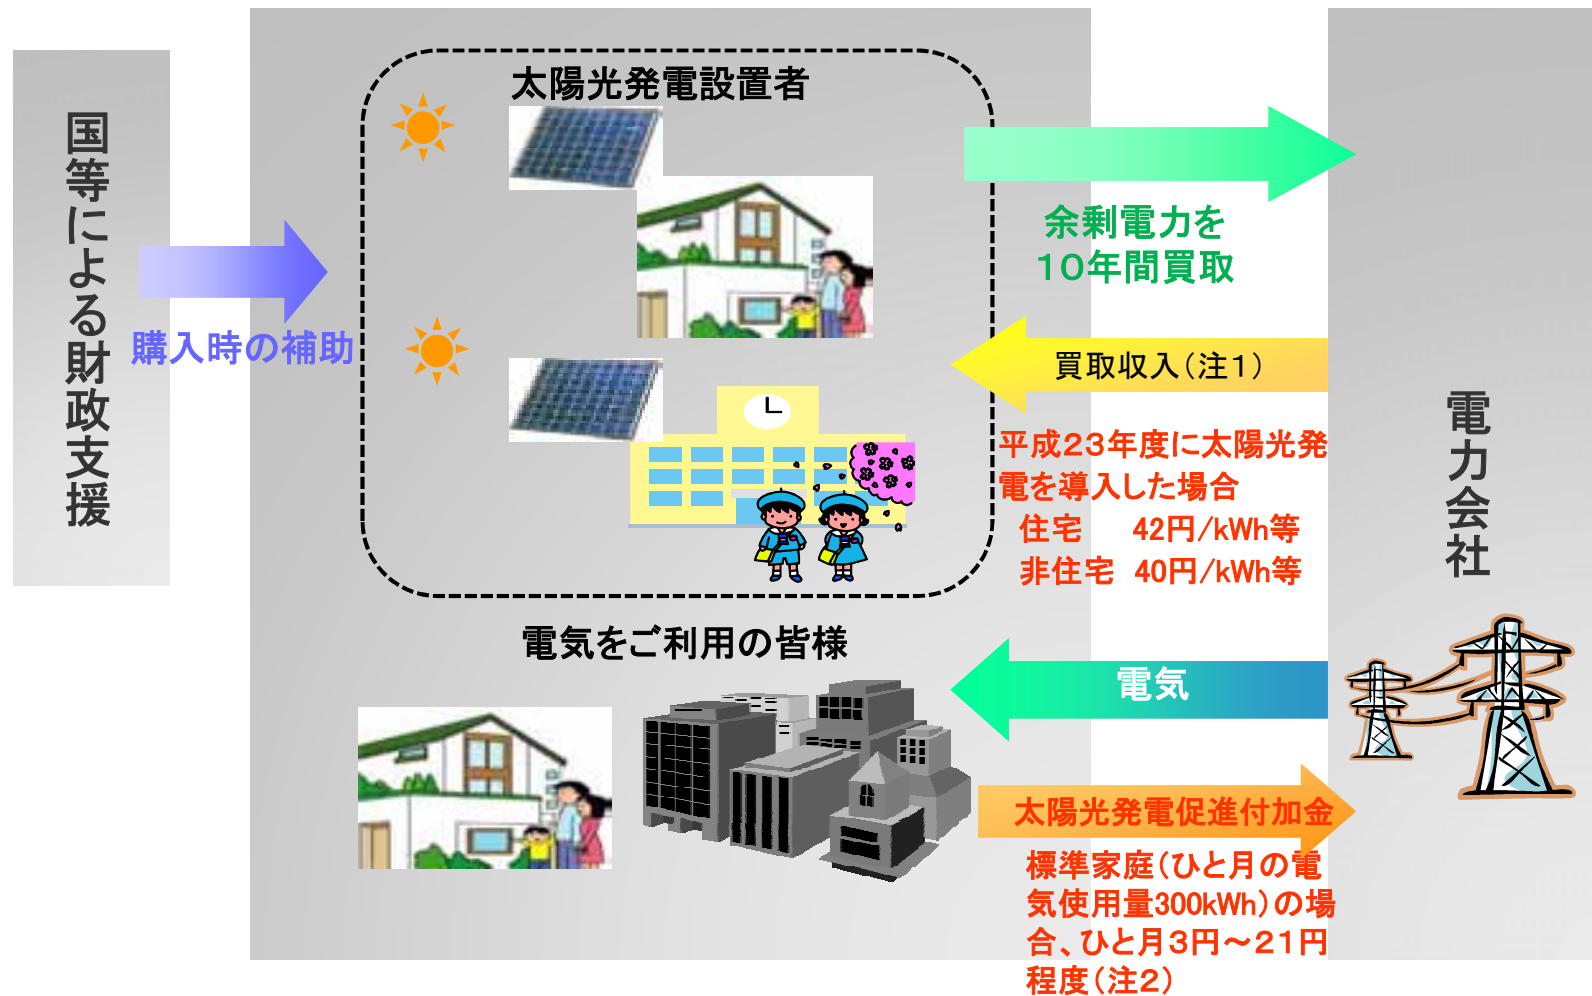 国等による財政支援
購入時の補助
太陽光発電設置者
余剰電力を
１０年間買取
買取収入（注１）
平成２３年度に太陽光発
電を導入した場合
住宅　　42円/kWh等
非住宅　40円/kWh等
電力会社
電気をご利用の皆様
電気
太陽光発電促進付加金
標準家庭（ひと月の電
気使用量300kWh）の場
合、ひと月３円～２１円
程度（注２）